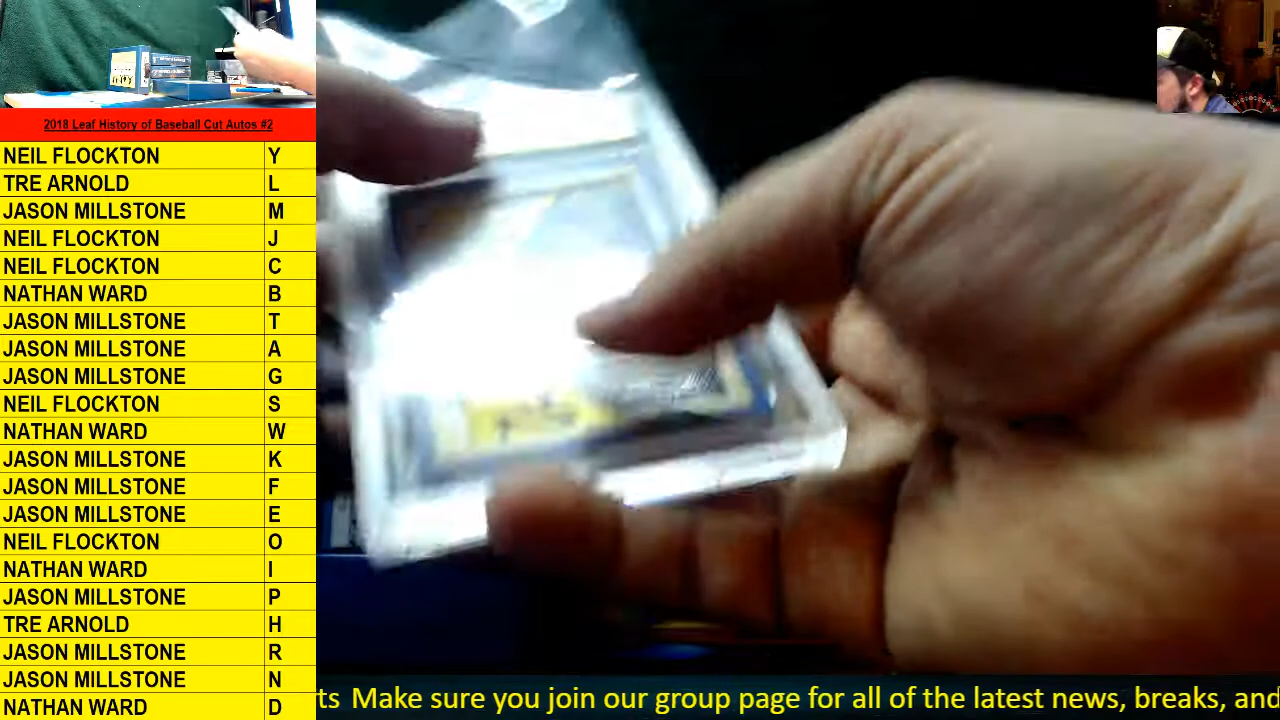 2018 Leaf History of Baseball Cut Autos #2
NEIL FLOCKTON Y
TRE ARNOLD L
JASON MILLSTONE M
NEIL FLOCKTON J
NEIL FLOCKTON C
NATHAN WARD B
JASON MILLSTONE T
JASON MILLSTONE A
JASON MILLSTONE G
NEIL FLOCKTON S
NATHAN WARD W
JASON MILLSTONE K
JASON MILLSTONE F
JASON MILLSTONE E
NEIL FLOCKTON O
NATHAN WARD I
JASON MILLSTONE P
TRE ARNOLD H
JASON MILLSTONE R
JASON MILLSTONE N
NATHAN WARD D
ts Make sure you join our group page for all of the latest news, breaks, and